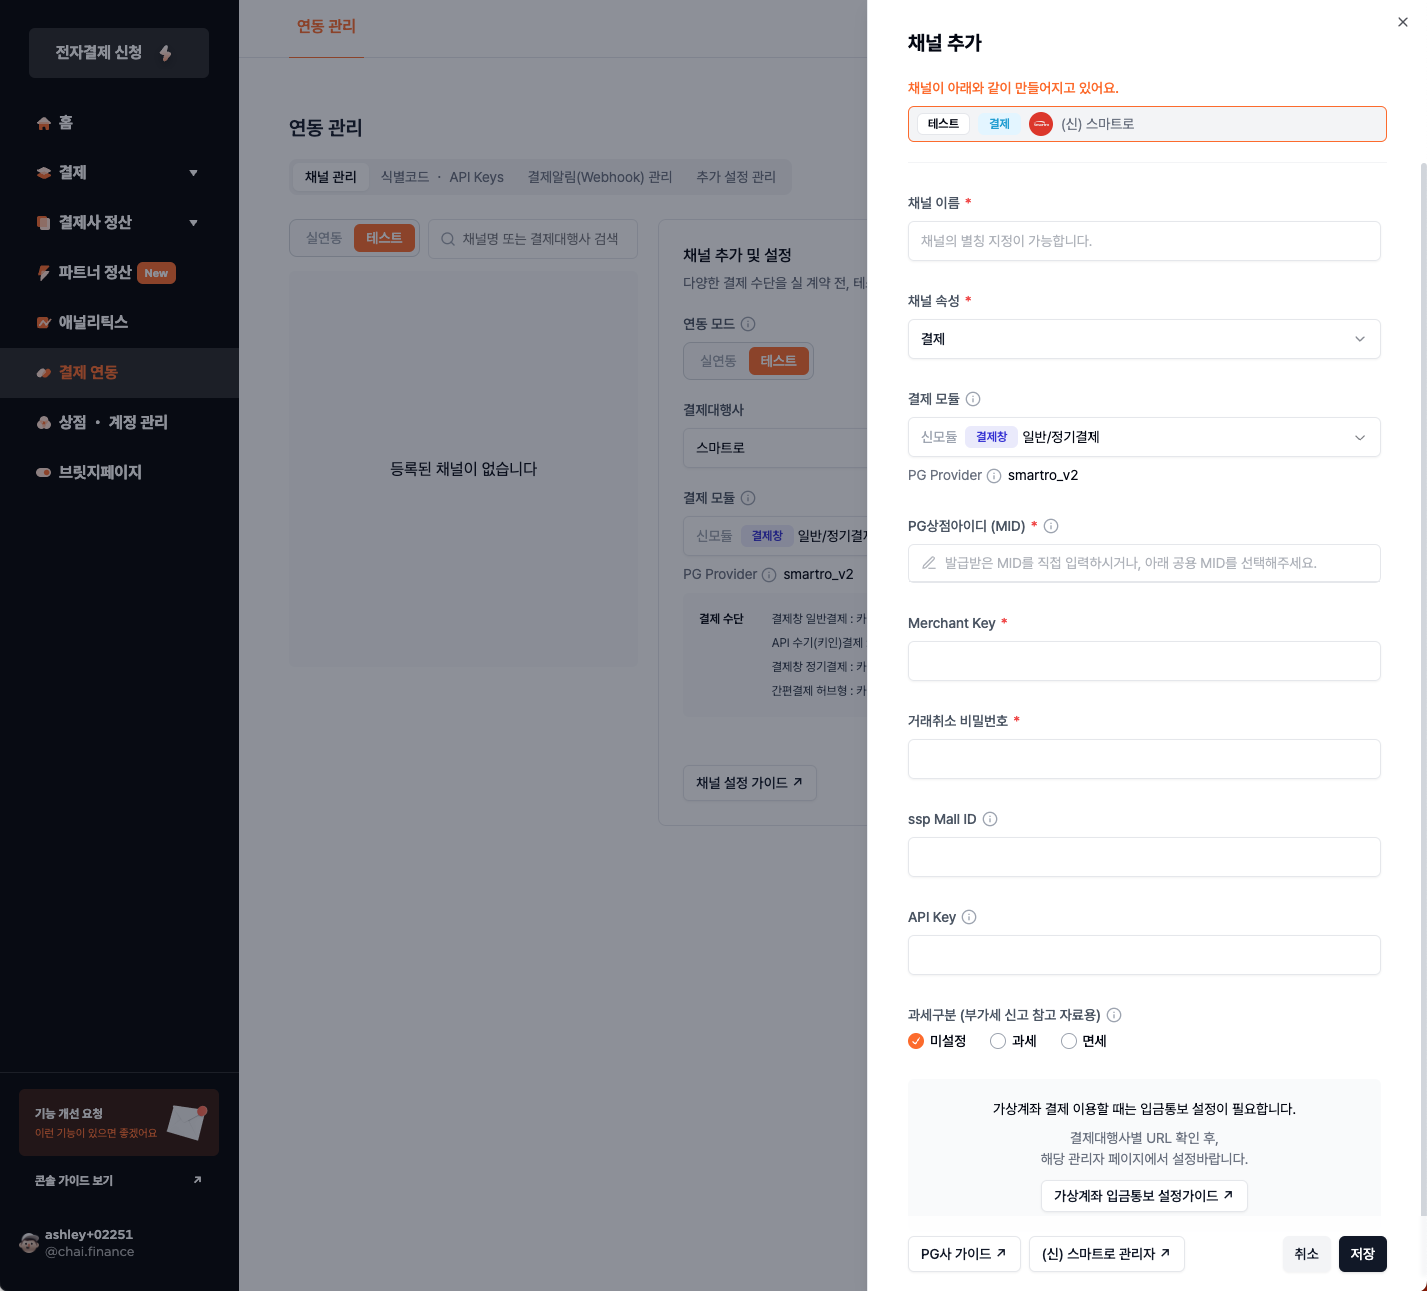 전자결제 신청
홈
결제
결제사 정산
파트너 정산 New
애널리틱스
결제 연동
상점 · 계정 관리
브릿지페이지
기능 개선 요청
이런 기능이 있으면 좋겠어요
콘솔 가이드 보기
ashley+02251
@chai.finance
연동 관리
연동 관리
채널 관리 식별코드 · API Keys 결제알림(Webhook) 관리 추가 설정 관리
실연동 테스트 채널명 또는 결제대행사 검색
등록된 채널이 없습니다
채널 추가 및 설정
다양한 결제 수단을 실 계약 전, 테
연동 모드
실연동 테스트
결제대행사
스마트로
결제 모듈
신모듈 결제창 일반/정기결제
PG Provider smartro_v2
결제 수단 결제창 일반결제 : 카
API 수기(키인)결제
결제창 정기결제 : 카
간편결제 허브형 : 카
채널 설정 가이드
채널 추가
채널이 아래와 같이 만들어지고 있어요.
테스트 결제 (신) 스마트로
채널 이름 *
채널의 별칭 지정이 가능합니다.
채널 속성 *
결제
결제 모듈
신모듈 결제창 일반/정기결제
PG Provider smartro_v2
PG상점아이디 (MID) *
발급받은 MID를 직접 입력하시거나, 아래 공용 MID를 선택해주세요.
Merchant Key *
거래취소 비밀번호 *
ssp Mall ID
API Key
과세구분 (부가세 신고 참고 자료용)
미설정 과세 면세
가상계좌 결제 이용할 때는 입금통보 설정이 필요합니다.
결제대행사별 URL 확인 후,
해당 관리자 페이지에서 설정바랍니다.
가상계좌 입금통보 설정가이드
PG사 가이드 (신) 스마트로 관리자 취소 저장